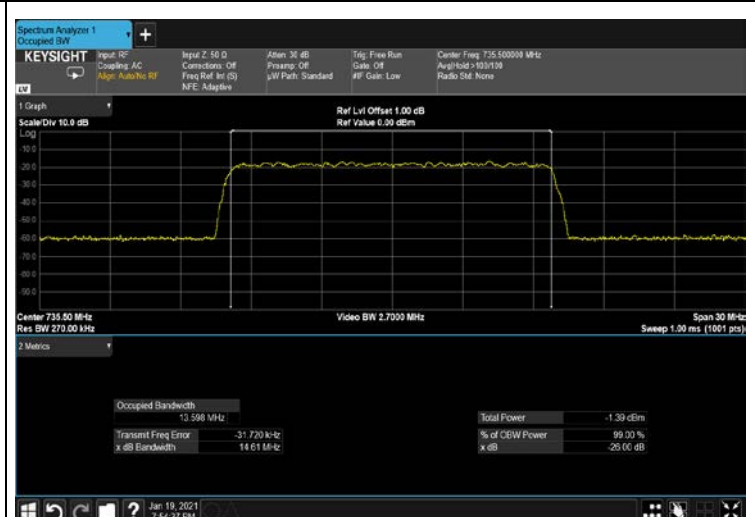 Spectrum Analyzer 1
Occupied BW
+
KEYSIGHT
Input: RF
Coupling: AC
Align: Auto/No RF
Input Z: 50 Ω
Corrections: Off
Freq Ref: Int (S)
NFE: Adaptive
Atten: 30 dB
Preamp: Off
µW Path: Standard
Trig: Free Run
Gate: Off
#IF Gain: Low
Center Freq: 735.500000 MHz
Avg|Hold:>100/100
Radio Std: None
1 Graph
Scale/Div 10.0 dB
Ref Lvl Offset 1.00 dB
Ref Value 0.00 dBm
Log
-10.0
-20.0
-30.0
-40.0
-50.0
-60.0
-70.0
-80.0
-90.0
Center 735.50 MHz
Res BW 270.00 kHz
Video BW 2.7000 MHz
Span 30 MHz
Sweep 1.00 ms (1001 pts)
2 Metrics
Occupied Bandwidth
13.598 MHz
Transmit Freq Error -31.720 kHz
x dB Bandwidth 14.61 MHz
Total Power -1.39 dBm
% of OBW Power 99.00 %
x dB -26.00 dB
?
Jan 19, 2021